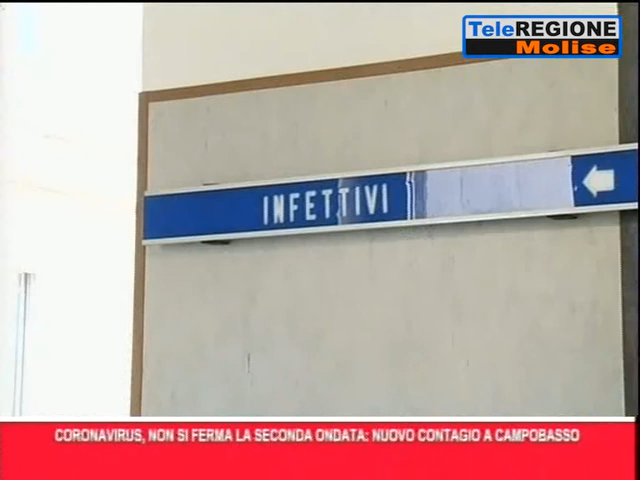 TeleREGIONE
Molise
INFETTIVI
CORONAVIRUS, NON SI FERMA LA SECONDA ONDATA: NUOVO CONTAGIO A CAMPOBASSO